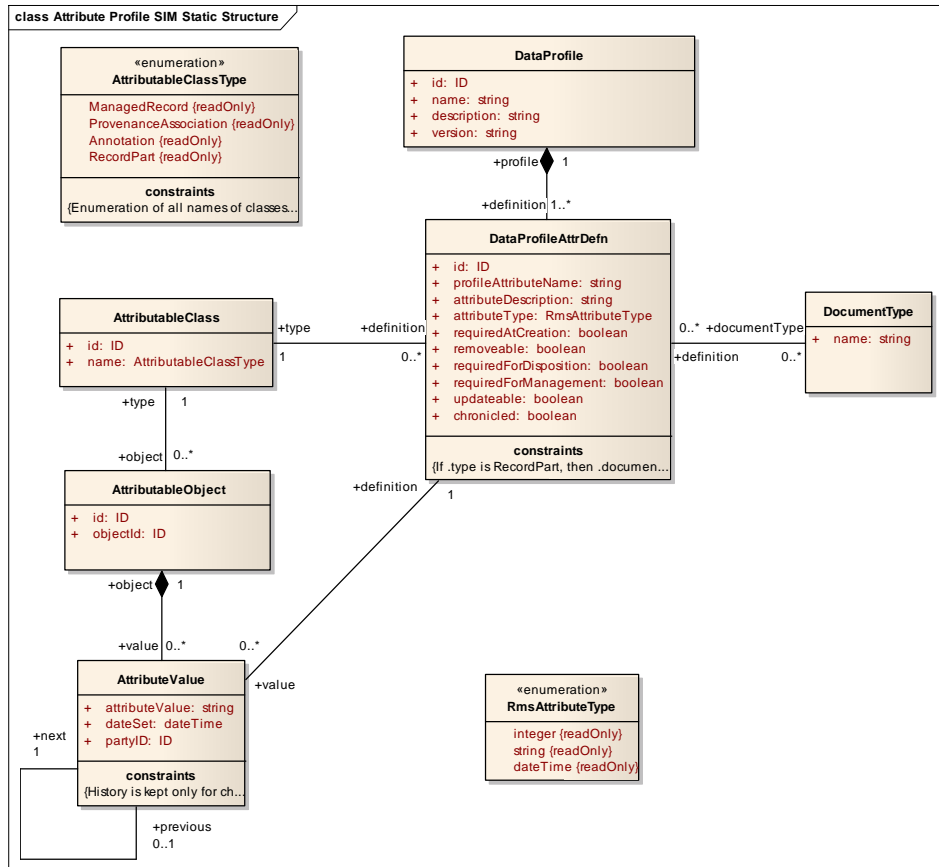 class Attribute Profile SIM Static Structure
«enumeration»
AttributableClassType
ManagedRecord {readOnly}
ProvenanceAssociation {readOnly}
Annotation {readOnly}
RecordPart {readOnly}
constraints
{Enumeration of all names of classes...
DataProfile
+ id: ID
+ name: string
+ description: string
+ version: string
+profile 1
+definition 1..*
DataProfileAttrDefn
+ id: ID
+ profileAttributeName: string
+ attributeDescription: string
+ attributeType: RmsAttributeType
+ requiredAtCreation: boolean
+ removeable: boolean
+ requiredForDisposition: boolean
+ requiredForManagement: boolean
+ updateable: boolean
+ chronicled: boolean
constraints
{If .type is RecordPart, then .documen...
AttributableClass
+ id: ID
+ name: AttributableClassType
+type +definition
1 0..*
0..* +documentType
+definition 0..*
DocumentType
+ name: string
+type 1
+object 0..*
AttributableObject
+ id: ID
+ objectId: ID
+definition
1
+object 1
+value 0..*
0..*
+value
AttributeValue
+ attributeValue: string
+ dateSet: dateTime
+ partyID: ID
constraints
{History is kept only for ch...
+next
1
+previous
0..1
«enumeration»
RmsAttributeType
integer {readOnly}
string {readOnly}
dateTime {readOnly}